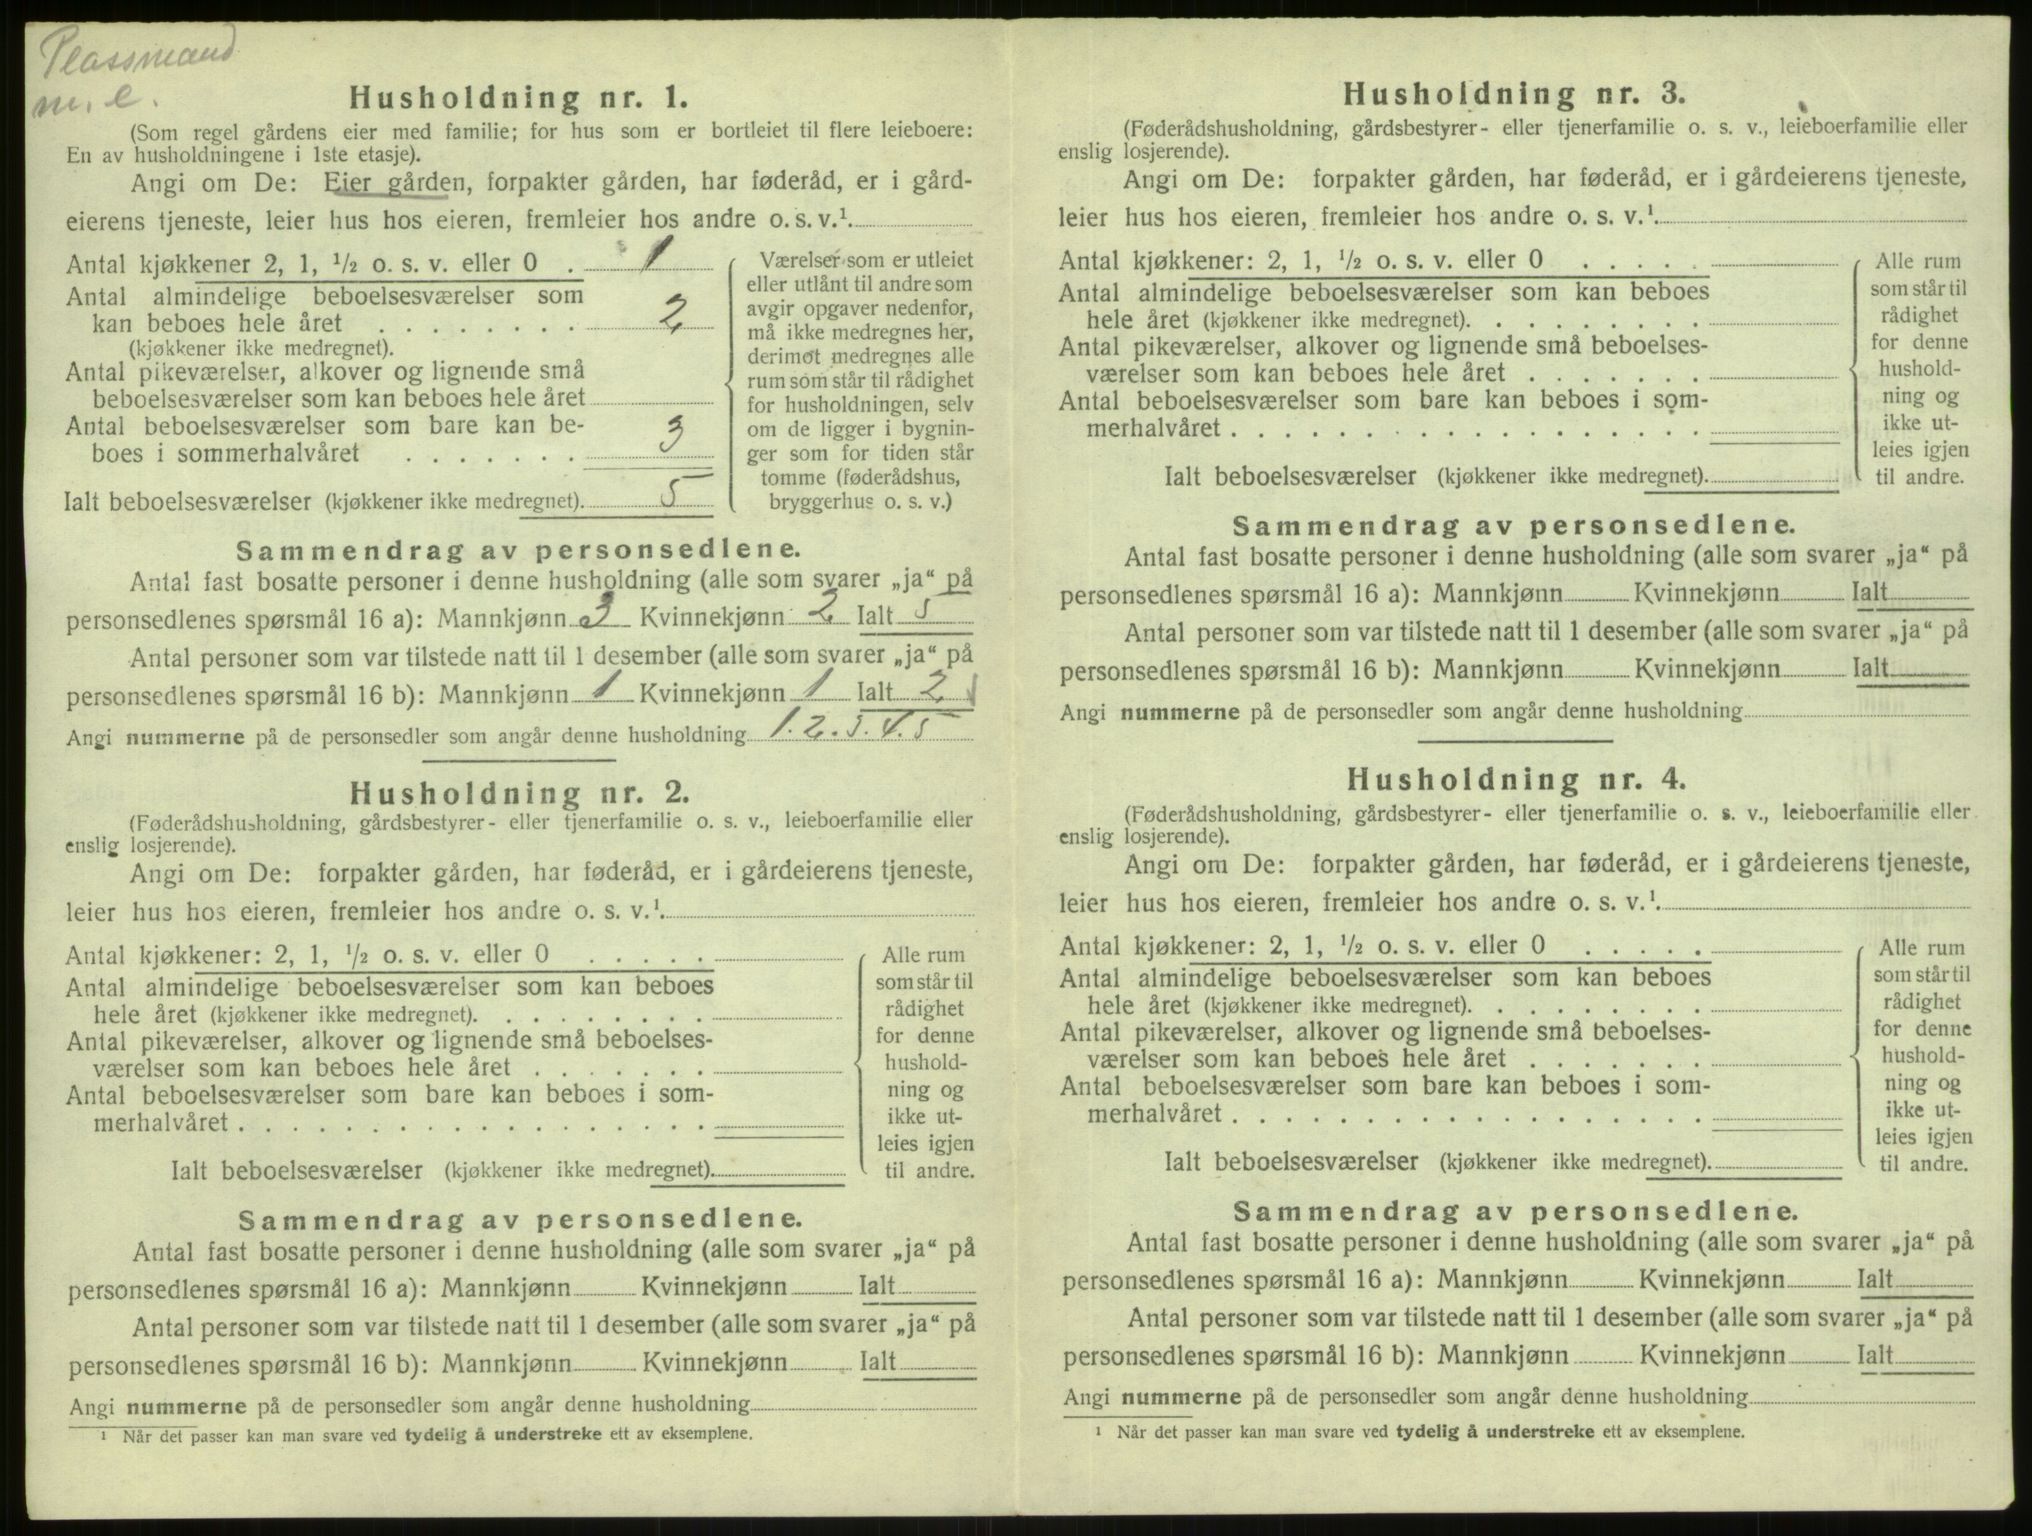 Plassmand
m. e.
Husholdning nr. 1.
(Som regel gårdens eier med familie; for hus som er bortleiet til flere leieboere:
En av husholdningene i 1ste etasje).
Angi om De: Eier gården, forpakter gården, har føderåd, er i gård-
eierens tjeneste, leier hus hos eieren, fremleier hos andre o. s. v.¹
Antal kjøkkener 2, 1, ½ o. s. v. eller 0 . 1
Antal almindelige beboelsesværelser som
kan beboes hele året . . . . . . . . 2
(kjøkkener ikke medregnet).
Antal pikeværelser, alkover og lignende små
beboelsesværelser som kan beboes hele året
Antal beboelsesværelser som bare kan be-
boes i sommerhalvåret . . . . . . . 3
Ialt beboelsesværelser (kjøkkener ikke medregnet). 5
Værelser som er utleiet
eller utlånt til andre som
avgir opgaver nedenfor,
må ikke medregnes her,
derimot medregnes alle
rum som står til rådighet
for husholdningen, selv
om de ligger i bygnin-
ger som for tiden står
tomme (føderådshus,
bryggerhus o. s. v.)
Sammendrag av personsedlene.
Antal fast bosatte personer i denne husholdning (alle som svarer „ja“ på
personsedlenes spørsmål 16 a): Mannkjønn 3 Kvinnekjønn 2 Ialt 5
Antal personer som var tilstede natt til 1 desember (alle som svarer „ja“ på
personsedlenes spørsmål 16 b): Mannkjønn 1 Kvinnekjønn 1 Ialt 2
Angi nummerne på de personsedler som angår denne husholdning 1. 2. 3. 4. 5
Husholdning nr. 2.
(Føderådshusholdning, gårdsbestyrer- eller tjenerfamilie o. s. v., leieboerfamilie eller
enslig losjerende).
Angi om De: forpakter gården, har føderåd, er i gårdeierens tjeneste,
leier hus hos eieren, fremleier hos andre o. s. v.¹
Antal kjøkkener: 2, 1, ½ o. s. v. eller 0 . . . . .
Antal almindelige beboelsesværelser som kan beboes
hele året (kjøkkener ikke medregnet). . . . . . . . .
Antal pikeværelser, alkover og lignende små beboelses-
værelser som kan beboes hele året . . . . . . .
Antal beboelsesværelser som bare kan beboes i som-
merhalvåret . . . . . . . . . . . . . . . . . .
Ialt beboelsesværelser (kjøkkener ikke medregnet).
Alle rum
som står til
rådighet
for denne
hushold-
ning og
ikke ut-
leies igjen
til andre.
Sammendrag av personsedlene.
Antal fast bosatte personer i denne husholdning (alle som svarer „ja“ på
personsedlenes spørsmål 16 a): Mannkjønn Kvinnekjønn Ialt
Antal personer som var tilstede natt til 1 desember (alle som svarer „ja“ på
personsedlenes spørsmål 16 b): Mannkjønn Kvinnekjønn Ialt
Angi nummerne på de personsedler som angår denne husholdning
¹ Når det passer kan man svare ved tydelig å understreke ett av eksemplene.
Husholdning nr. 3.
(Føderådshusholdning, gårdsbestyrer- eller tjenerfamilie o. s. v., leieboerfamilie eller
enslig losjerende).
Angi om De: forpakter gården, har føderåd, er i gårdeierens tjeneste,
leier hus hos eieren, fremleier hos andre o. s. v.¹
Antal kjøkkener: 2, 1, ½ o. s. v. eller 0 . . . . .
Antal almindelige beboelsesværelser som kan beboes
hele året (kjøkkener ikke medregnet). . . . . . . . .
Antal pikeværelser, alkover og lignende små beboelses-
værelser som kan beboes hele året . . . . . . .
Antal beboelsesværelser som bare kan beboes i som-
merhalvåret . . . . . . . . . . . . . . . . . .
Ialt beboelsesværelser (kjøkkener ikke medregnet).
Alle rum
som står til
rådighet
for denne
hushold-
ning og
ikke ut-
leies igjen
til andre.
Sammendrag av personsedlene.
Antal fast bosatte personer i denne husholdning (alle som svarer „ja“ på
personsedlenes spørsmål 16 a): Mannkjønn Kvinnekjønn Ialt
Antal personer som var tilstede natt til 1 desember (alle som svarer „ja“ på
personsedlenes spørsmål 16 b): Mannkjønn Kvinnekjønn Ialt
Angi nummerne på de personsedler som angår denne husholdning
Husholdning nr. 4.
(Føderådshusholdning, gårdsbestyrer- eller tjenerfamilie o. s. v., leieboerfamilie eller
enslig losjerende).
Angi om De: forpakter gården, har føderåd, er i gårdeierens tjeneste,
leier hus hos eieren, fremleier hos andre o. s. v.¹
Antal kjøkkener: 2, 1, ½ o. s. v. eller 0 . . . . .
Antal almindelige beboelsesværelser som kan beboes
hele året (kjøkkener ikke medregnet). . . . . . . . .
Antal pikeværelser, alkover og lignende små beboelses-
værelser som kan beboes hele året . . . . . . .
Antal beboelsesværelser som bare kan beboes i som-
merhalvåret . . . . . . . . . . . . . . . . . .
Ialt beboelsesværelser (kjøkkener ikke medregnet).
Alle rum
som står til
rådighet
for denne
hushold-
ning og
ikke ut-
leies igjen
til andre.
Sammendrag av personsedlene.
Antal fast bosatte personer i denne husholdning (alle som svarer „ja“ på
personsedlenes spørsmål 16 a): Mannkjønn Kvinnekjønn Ialt
Antal personer som var tilstede natt til 1 desember (alle som svarer „ja“ på
personsedlenes spørsmål 16 b): Mannkjønn Kvinnekjønn Ialt
Angi nummerne på de personsedler som angår denne husholdning
¹ Når det passer kan man svare ved tydelig å understreke ett av eksemplene.